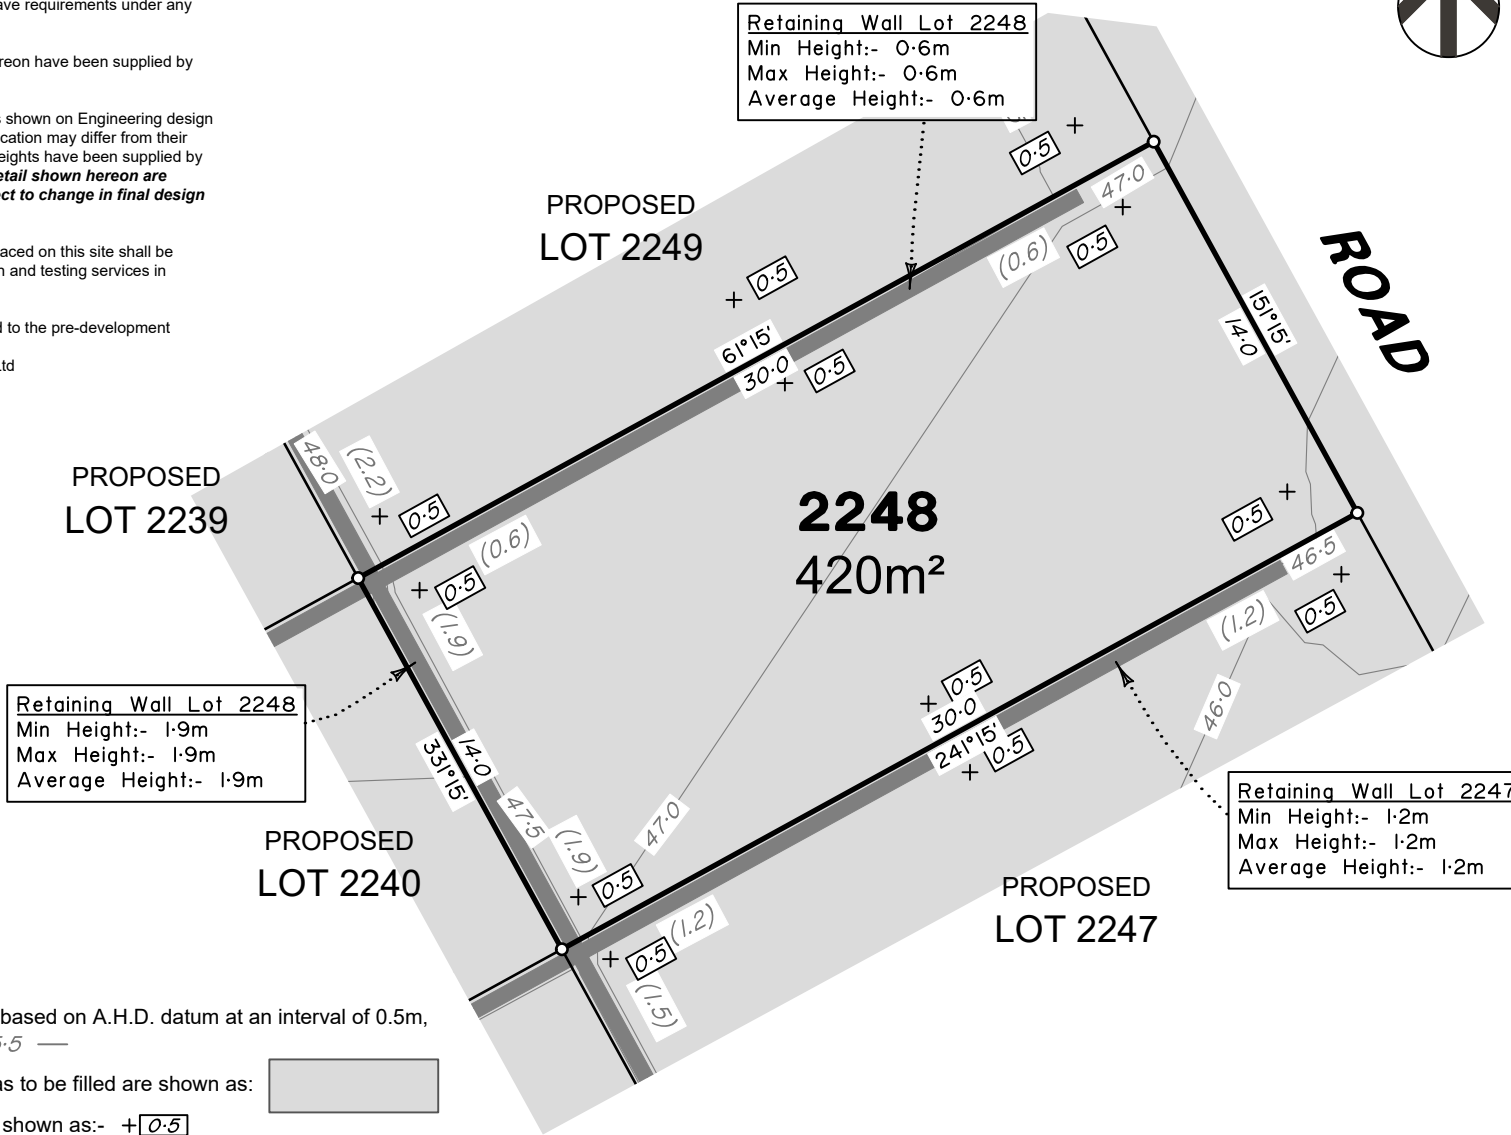 ave requirements under any
ereon have been supplied by
s shown on Engineering design
cation may differ from their
eights have been supplied by
etail shown hereon are
ct to change in final design
aced on this site shall be
n and testing services in
d to the pre-development
td
Retaining Wall Lot 2248
Min Height:- 0·6m
Max Height:- 0·6m
Average Height:- 0·6m
0·5
47·0
0·5
(0.6)
PROPOSED
LOT 2249
0·5
61°15'
30·0
0·5
ROAD
151°15'
14·0
48·0
(2.2)
PROPOSED
LOT 2239
0·5
(0.6)
0·5
(1.9)
2248
420m²
0·5
46·5
0·5
(1.2)
Retaining Wall Lot 2248
Min Height:- 1·9m
Max Height:- 1·9m
Average Height:- 1·9m
331°15'
14·0
0·5
30·0
241°15'
0·5
46·0
47·5
(1.9)
47·0
Retaining Wall Lot 2247
Min Height:- 1·2m
Max Height:- 1·2m
Average Height:- 1·2m
PROPOSED
LOT 2240
0·5
(1.2)
0·5
(1.5)
PROPOSED
LOT 2247
based on A.H.D. datum at an interval of 0.5m,
·5
as to be filled are shown as:
shown as:- + 0·5